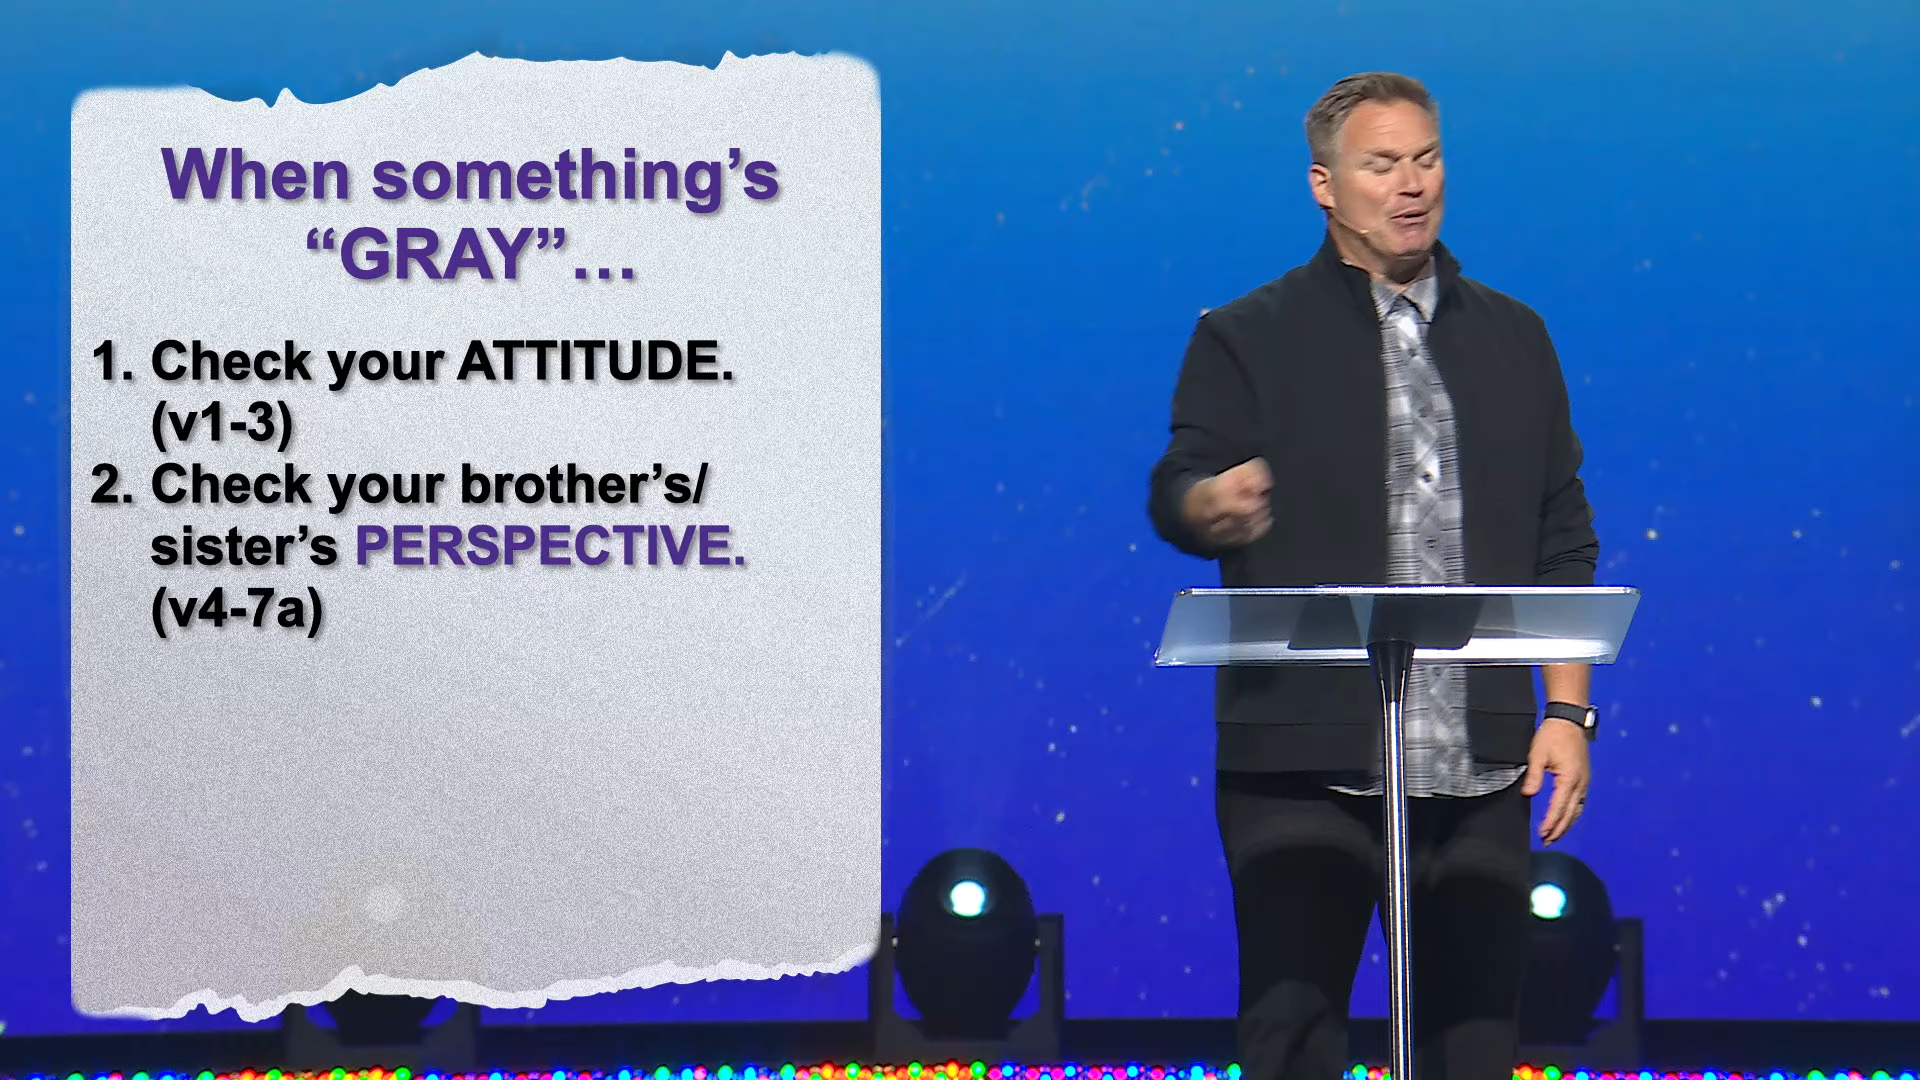 When something’s
“GRAY”…
1. Check your ATTITUDE.
(v1-3)
2. Check your brother’s/
sister’s PERSPECTIVE.
(v4-7a)